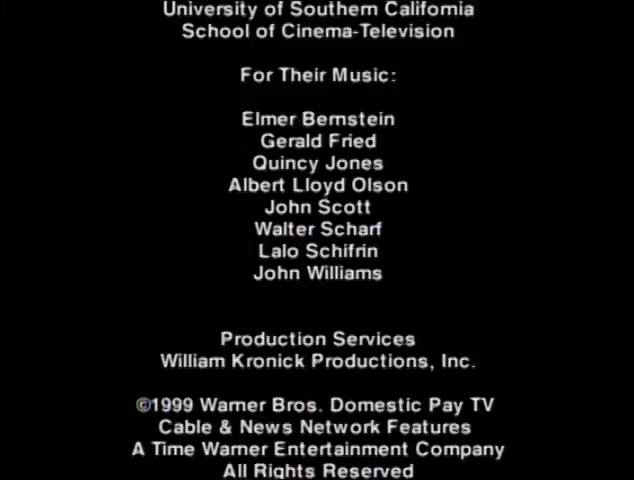 University of Southern California
School of Cinema-Television
For Their Music:
Elmer Bernstein
Gerald Fried
Quincy Jones
Albert Lloyd Olson
John Scott
Walter Scharf
Lalo Schifrin
John Williams
Production Services
William Kronick Productions, Inc.
©1999 Warner Bros. Domestic Pay TV
Cable & News Network Features
A Time Warner Entertainment Company
All Rights Reserved